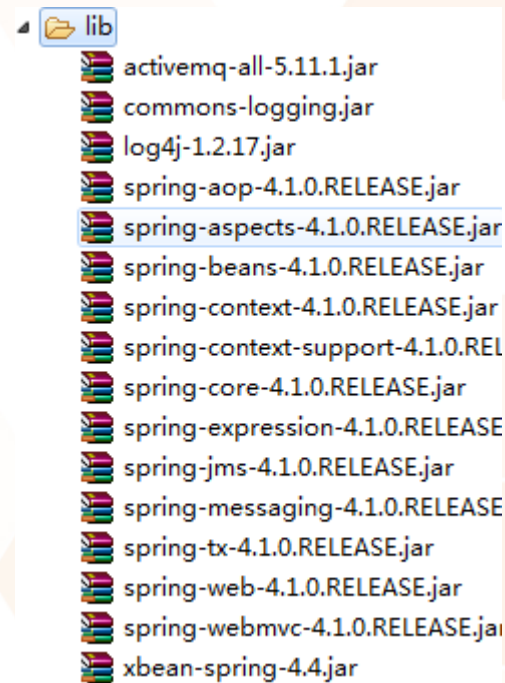 lib
activemq-all-5.11.1.jar
commons-logging.jar
log4j-1.2.17.jar
spring-aop-4.1.0.RELEASE.jar
spring-aspects-4.1.0.RELEASE.jar
spring-beans-4.1.0.RELEASE.jar
spring-context-4.1.0.RELEASE.jar
spring-context-support-4.1.0.REL
spring-core-4.1.0.RELEASE.jar
spring-expression-4.1.0.RELEASE
spring-jms-4.1.0.RELEASE.jar
spring-messaging-4.1.0.RELEASE
spring-tx-4.1.0.RELEASE.jar
spring-web-4.1.0.RELEASE.jar
spring-webmvc-4.1.0.RELEASE.jar
xbean-spring-4.4.jar